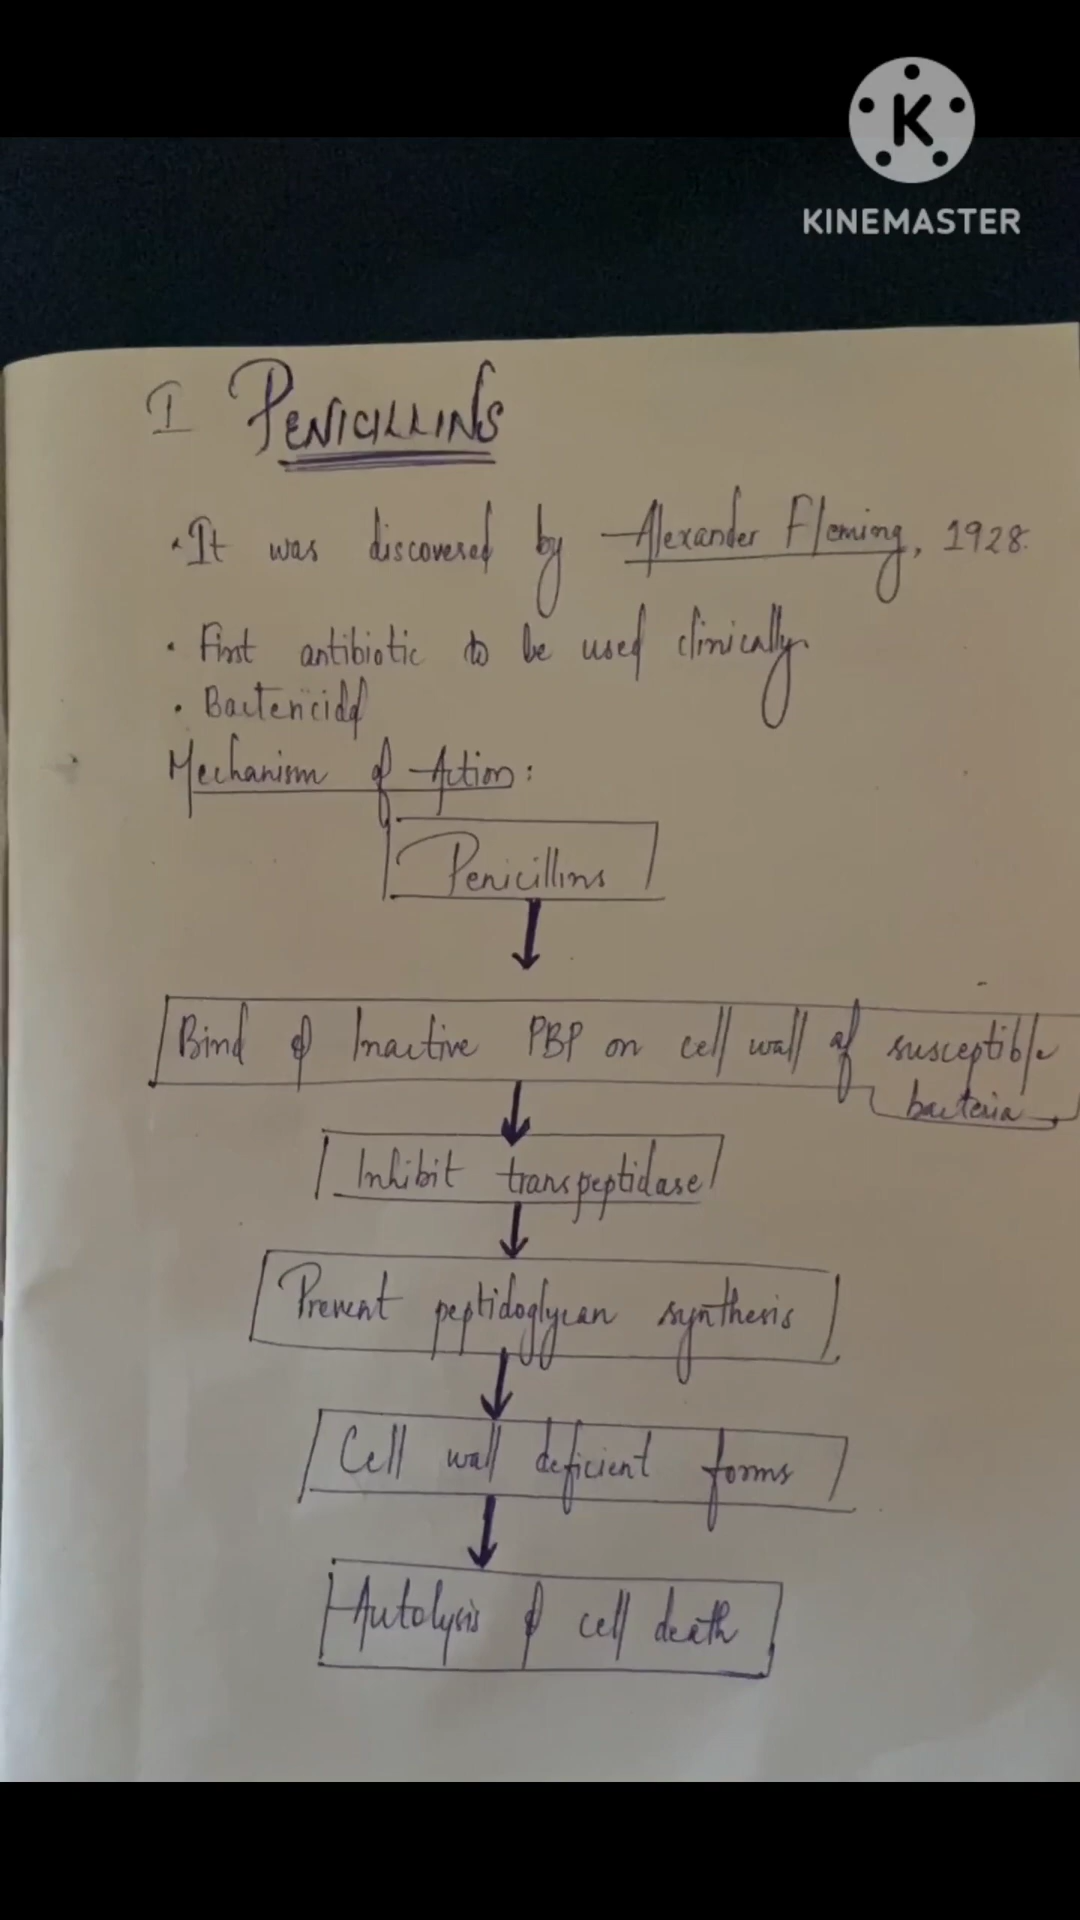 KINEMASTER
I PENICILLINS
• It was discovered by Alexander Fleming, 1928.
• First antibiotic to be used clinically.
• Bactericidal
Mechanism of Action:
Penicillins
Bind & Inactive PBP on cell wall of susceptible
bacteria
Inhibit transpeptidase
Prevent peptidoglycan synthesis
Cell wall deficient forms
Autolysis & cell death